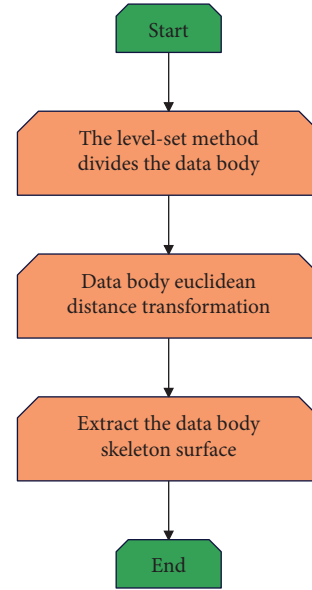 Start
The level-set method
divides the data body
Data body euclidean
distance transformation
Extract the data body
skeleton surface
End